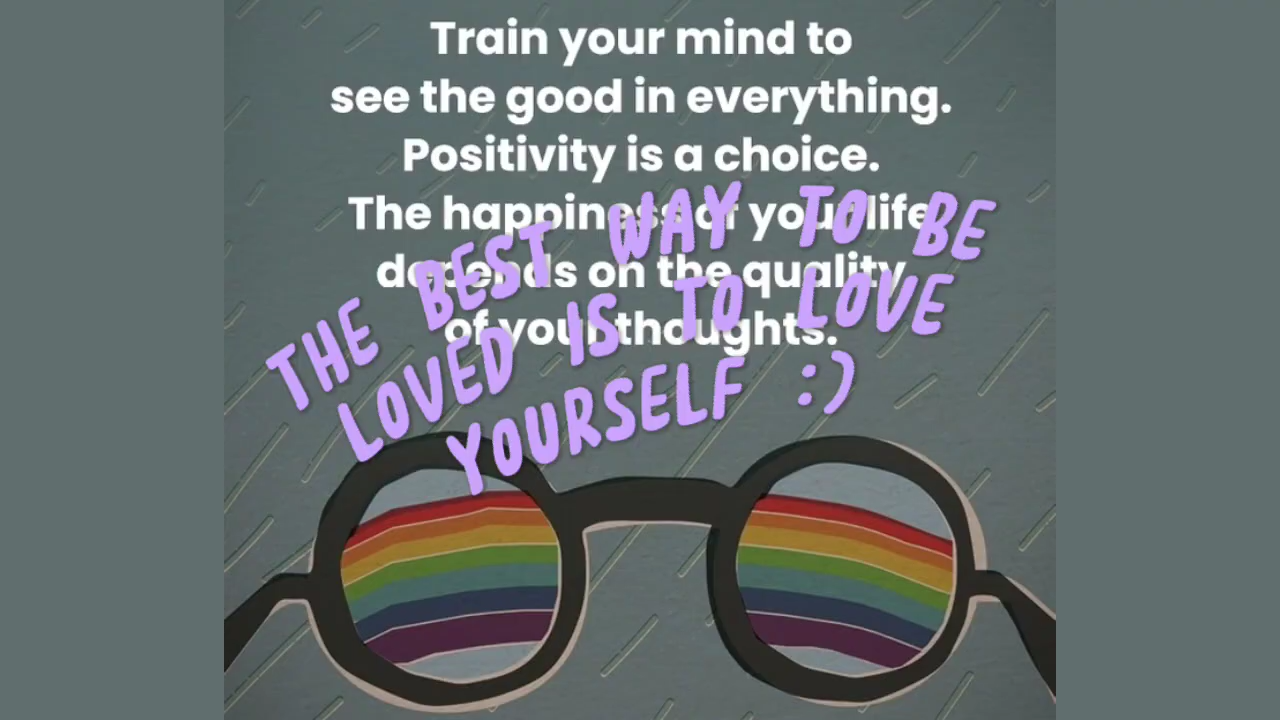 Train your mind to
see the good in everything.
Positivity is a choice.
The happiness of your life
depends on the quality
of your thoughts.
THE BEST WAY TO BE
LOVED IS TO LOVE
YOURSELF :)